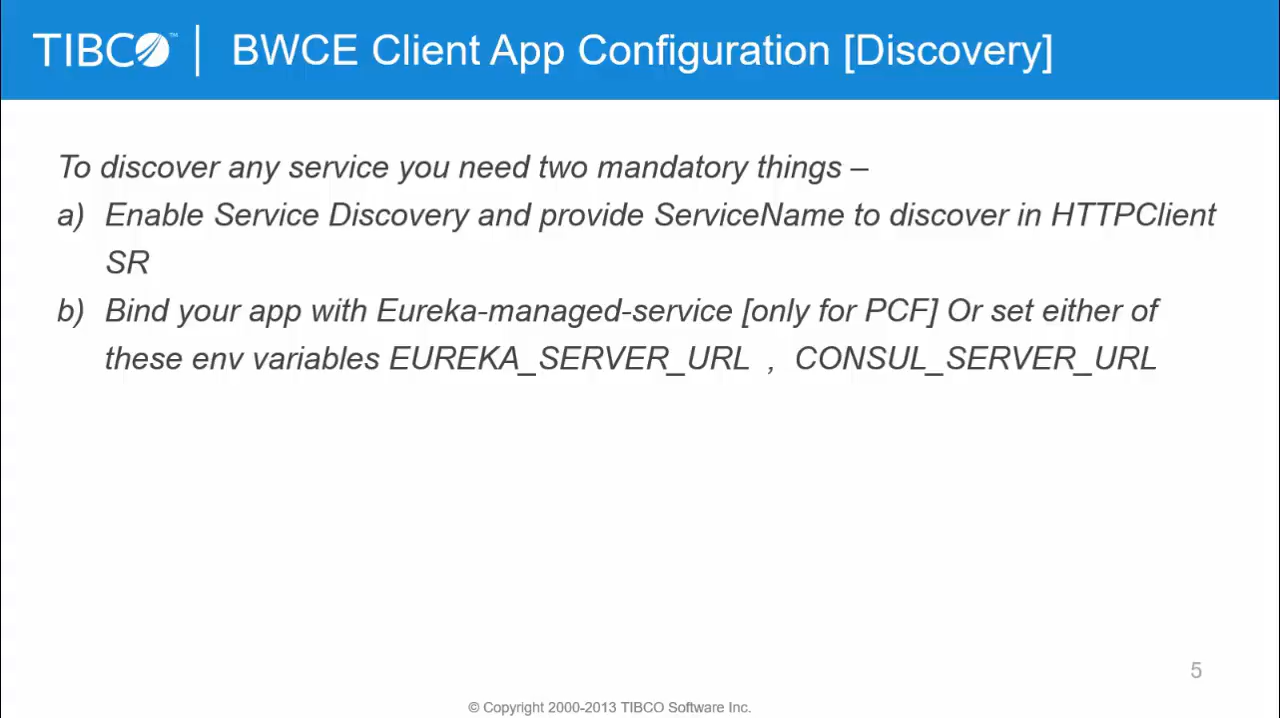 TIBCO™ | BWCE Client App Configuration [Discovery]
To discover any service you need two mandatory things –
a) Enable Service Discovery and provide ServiceName to discover in HTTPClient
SR
b) Bind your app with Eureka-managed-service [only for PCF] Or set either of
these env variables EUREKA_SERVER_URL , CONSUL_SERVER_URL
5
© Copyright 2000-2013 TIBCO Software Inc.